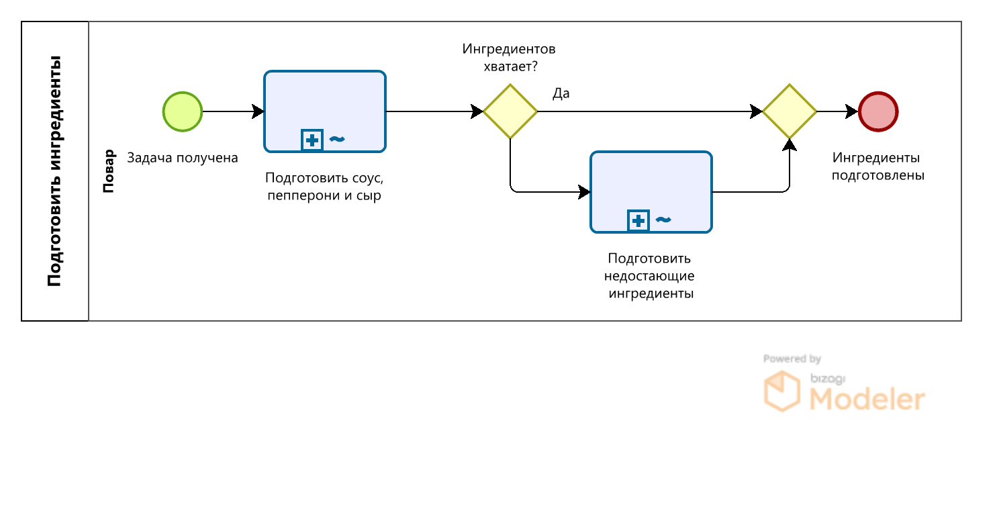 Подготовить ингредиенты
Повар
Задача получена
Подготовить соус,
пепперони и сыр
Ингредиентов
хватает?
Да
Подготовить
недостающие
ингредиенты
Ингредиенты
подготовлены
Powered by
bizagi
Modeler